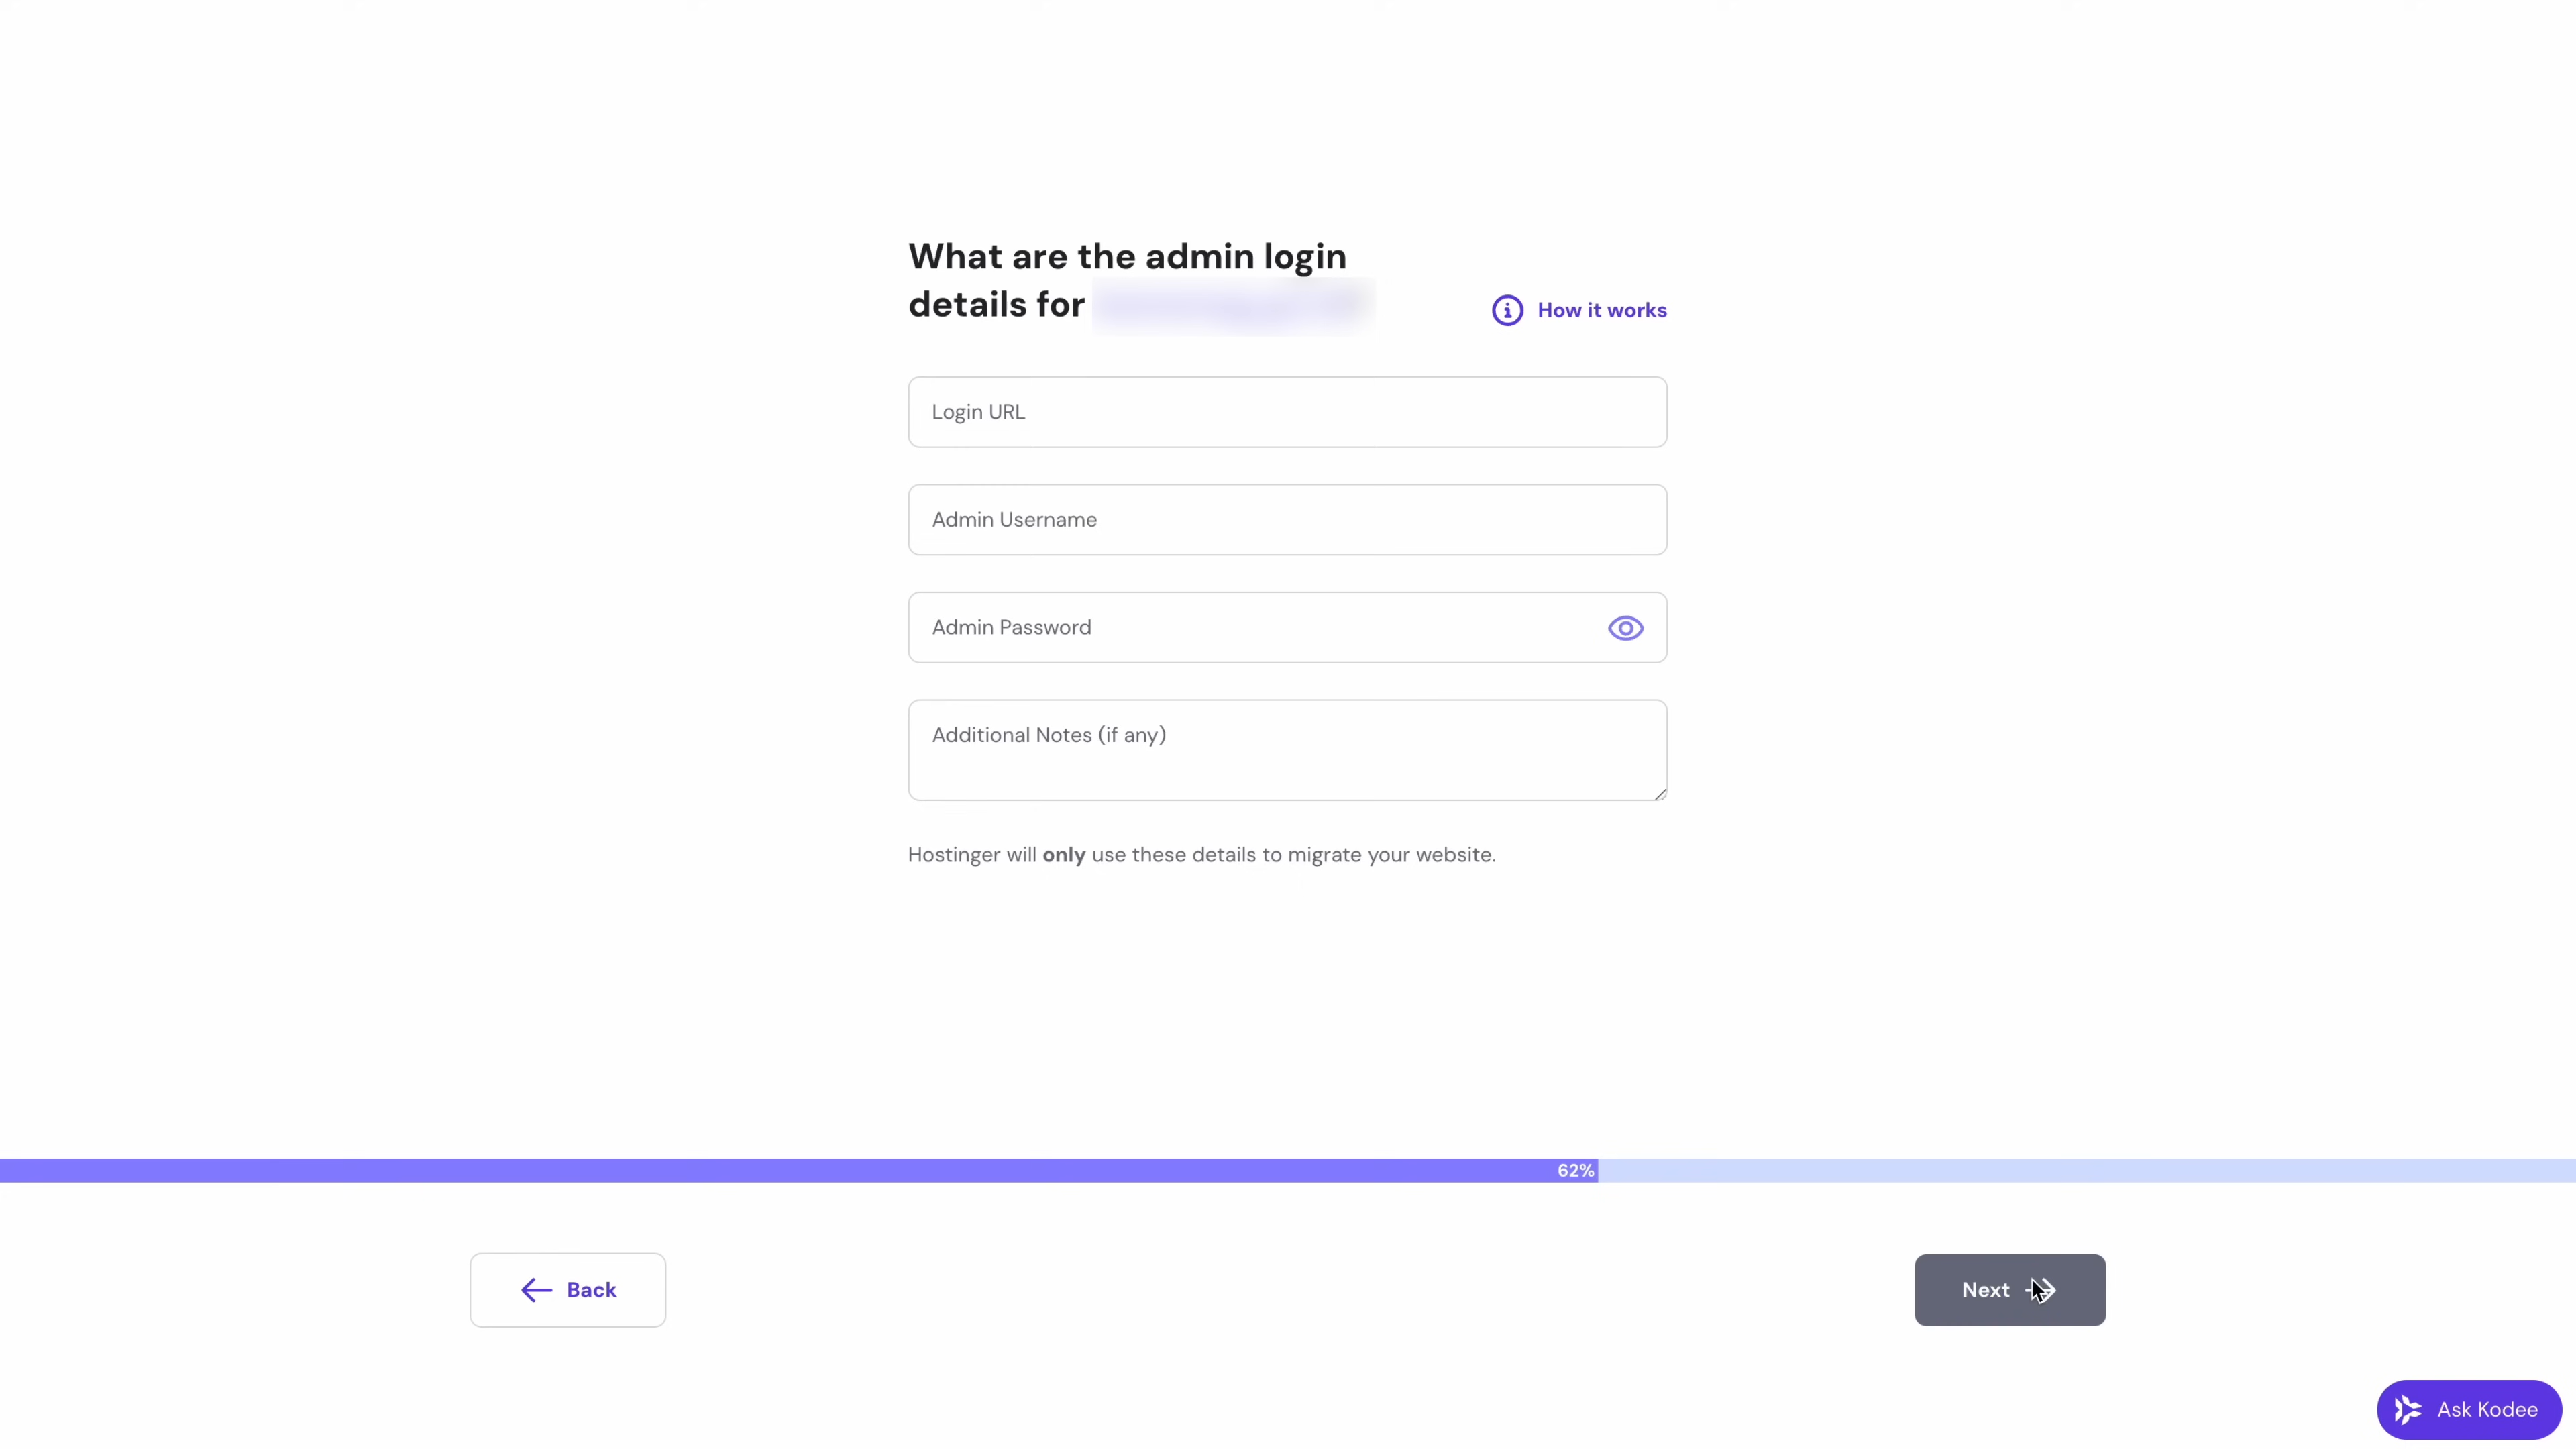 What are the admin login
details for
How it works
Login URL
Admin Username
Admin Password
Additional Notes (if any)
Hostinger will only use these details to migrate your website.
62%
Back
Next
Ask Kodee